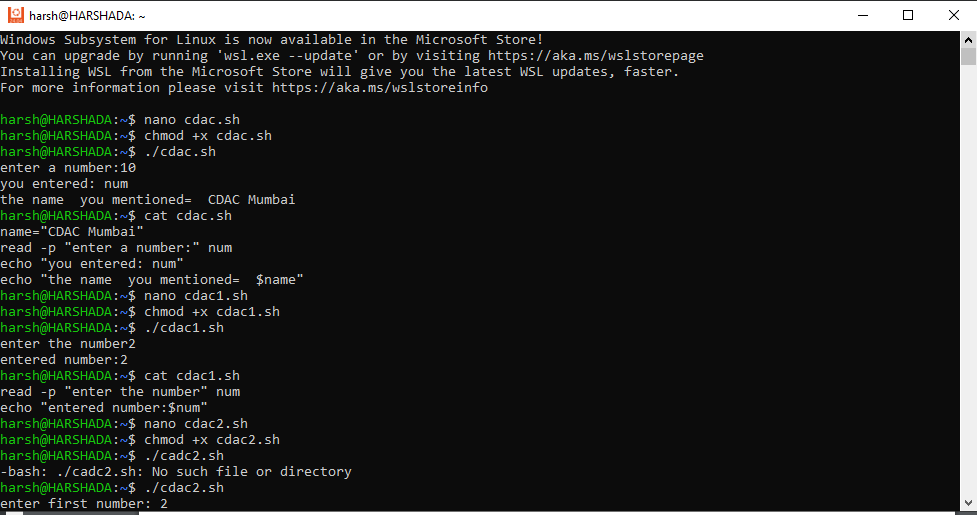 harsh@HARSHADA: ~
Windows Subsystem for Linux is now available in the Microsoft Store!
You can upgrade by running 'wsl.exe --update' or by visiting https://aka.ms/wslstorepage
Installing WSL from the Microsoft Store will give you the latest WSL updates, faster.
For more information please visit https://aka.ms/wslstoreinfo
harsh@HARSHADA:~$ nano cdac.sh
harsh@HARSHADA:~$ chmod +x cdac.sh
harsh@HARSHADA:~$ ./cdac.sh
enter a number:10
you entered: num
the name  you mentioned=  CDAC Mumbai
harsh@HARSHADA:~$ cat cdac.sh
name="CDAC Mumbai"
read -p "enter a number:" num
echo "you entered: num"
echo "the name  you mentioned=  $name"
harsh@HARSHADA:~$ nano cdac1.sh
harsh@HARSHADA:~$ chmod +x cdac1.sh
harsh@HARSHADA:~$ ./cdac1.sh
enter the number2
entered number:2
harsh@HARSHADA:~$ cat cdac1.sh
read -p "enter the number" num
echo "entered number:$num"
harsh@HARSHADA:~$ nano cdac2.sh
harsh@HARSHADA:~$ chmod +x cdac2.sh
harsh@HARSHADA:~$ ./cadc2.sh
-bash: ./cadc2.sh: No such file or directory
harsh@HARSHADA:~$ ./cdac2.sh
enter first number: 2